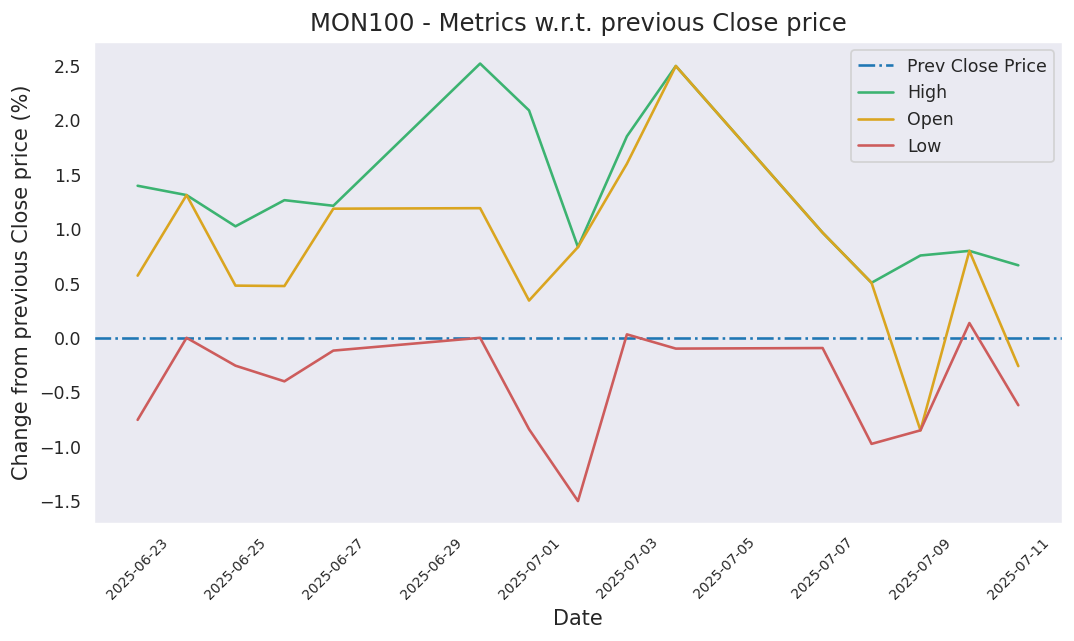 MON100 - Metrics w.r.t. previous Close price
Change from previous Close price (%)
2.5
2.0
1.5
1.0
0.5
0.0
−0.5
−1.0
−1.5
Prev Close Price
High
Open
Low
2025-06-23
2025-06-25
2025-06-27
2025-06-29
2025-07-01
2025-07-03
2025-07-05
2025-07-07
2025-07-09
2025-07-11
Date